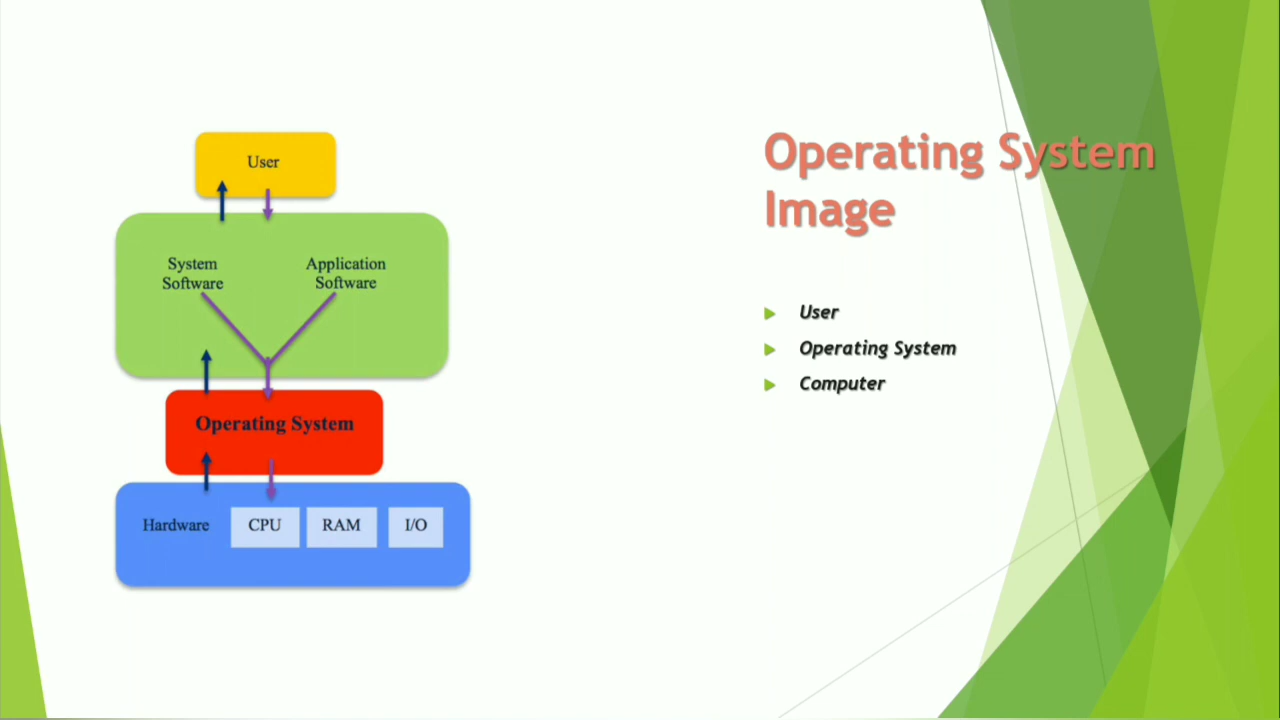 User
System
Software
Application
Software
Operating System
Hardware
CPU
RAM
I/O
Operating System
Image
User
Operating System
Computer